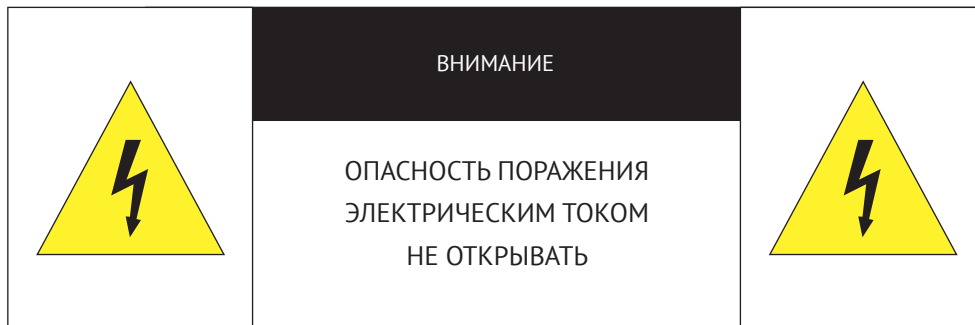 ВНИМАНИЕ
ОПАСНОСТЬ ПОРАЖЕНИЯ
ЭЛЕКТРИЧЕСКИМ ТОКОМ
НЕ ОТКРЫВАТЬ